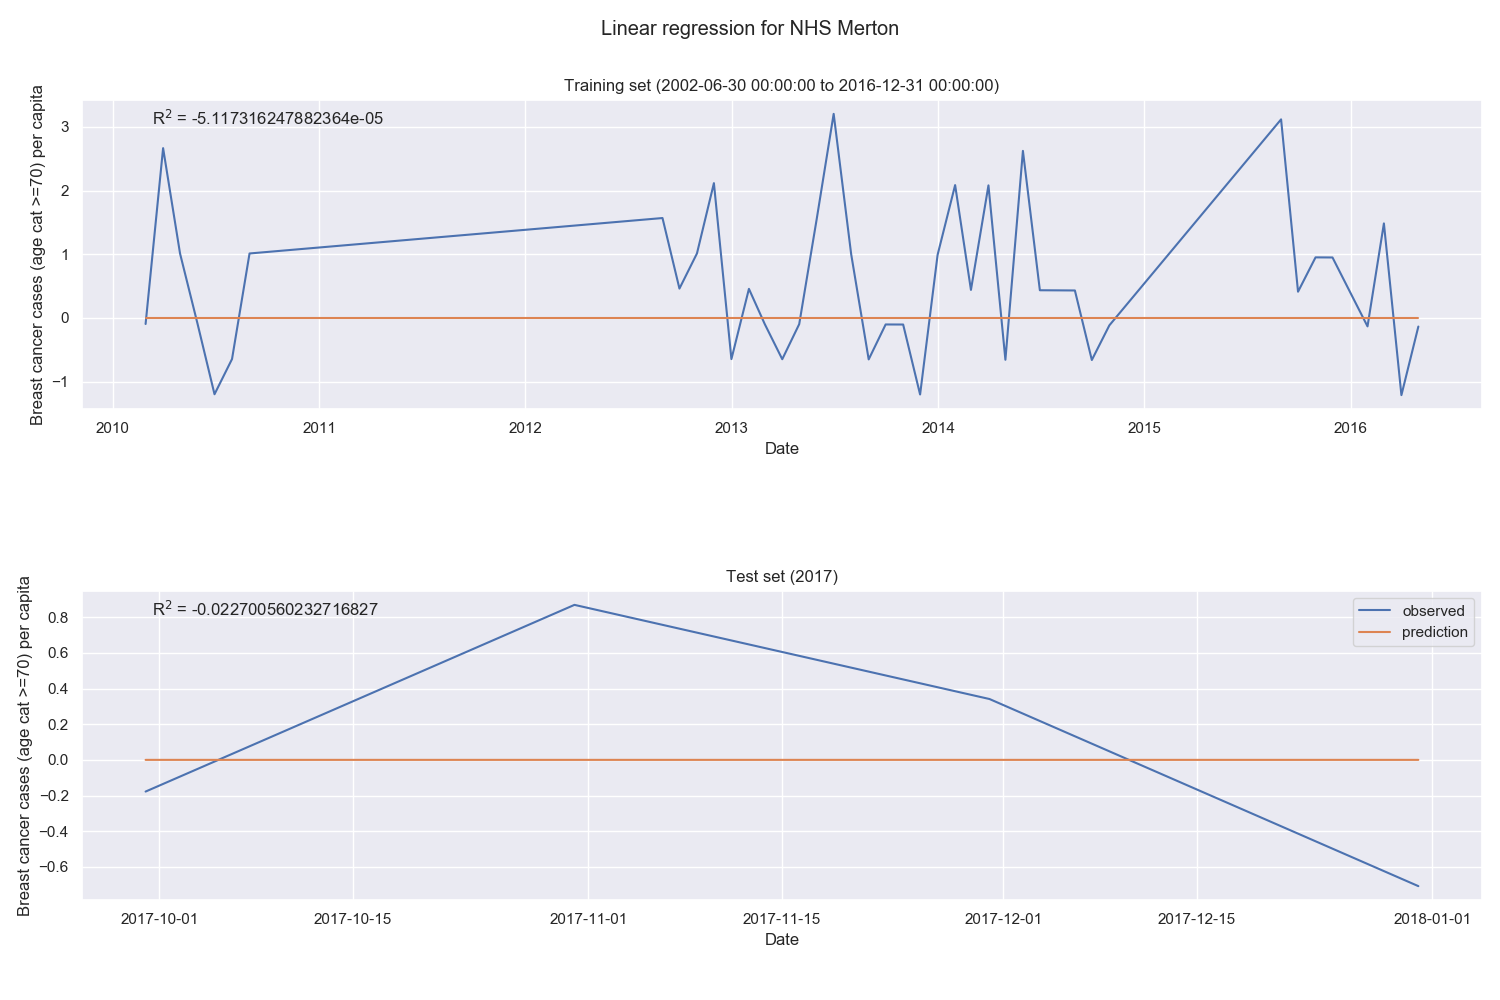 Linear regression for NHS Merton
Training set (2002-06-30 00:00:00 to 2016-12-31 00:00:00)
R² = -5.117316247882364e-05
Breast cancer cases (age cat >=70) per capita
3
2
1
0
−1
2010 2011 2012 2013 2014 2015 2016
Date
Test set (2017)
R² = -0.022700560232716827
observed
prediction
Breast cancer cases (age cat >=70) per capita
0.8
0.6
0.4
0.2
0.0
−0.2
−0.4
−0.6
2017-10-01 2017-10-15 2017-11-01 2017-11-15 2017-12-01 2017-12-15 2018-01-01
Date